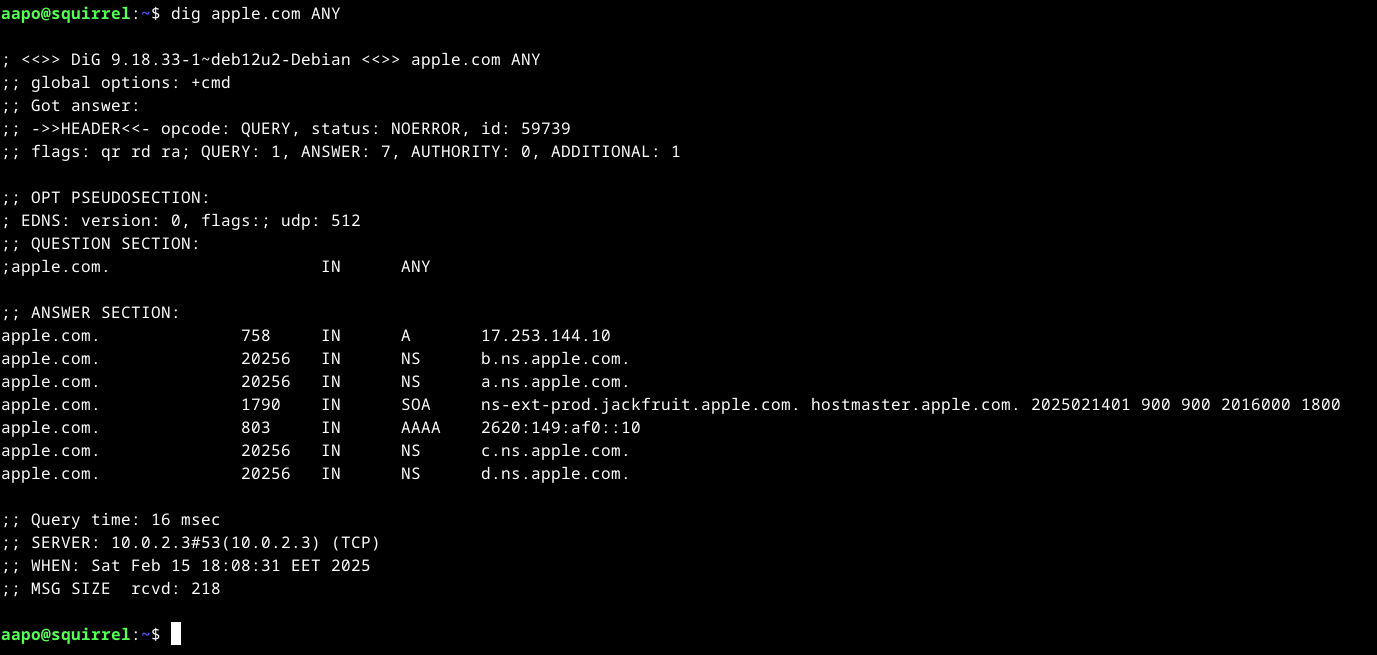 aapo@squirrel:~$ dig apple.com ANY

; <<>> DiG 9.18.33-1~deb12u2-Debian <<>> apple.com ANY
;; global options: +cmd
;; Got answer:
;; ->>HEADER<<- opcode: QUERY, status: NOERROR, id: 59739
;; flags: qr rd ra; QUERY: 1, ANSWER: 7, AUTHORITY: 0, ADDITIONAL: 1

;; OPT PSEUDOSECTION:
; EDNS: version: 0, flags:; udp: 512
;; QUESTION SECTION:
;apple.com.                     IN      ANY

;; ANSWER SECTION:
apple.com.              758     IN      A       17.253.144.10
apple.com.              20256   IN      NS      b.ns.apple.com.
apple.com.              20256   IN      NS      a.ns.apple.com.
apple.com.              1790    IN      SOA     ns-ext-prod.jackfruit.apple.com. hostmaster.apple.com. 2025021401 900 900 2016000 1800
apple.com.              803     IN      AAAA    2620:149:af0::10
apple.com.              20256   IN      NS      c.ns.apple.com.
apple.com.              20256   IN      NS      d.ns.apple.com.

;; Query time: 16 msec
;; SERVER: 10.0.2.3#53(10.0.2.3) (TCP)
;; WHEN: Sat Feb 15 18:08:31 EET 2025
;; MSG SIZE  rcvd: 218

aapo@squirrel:~$